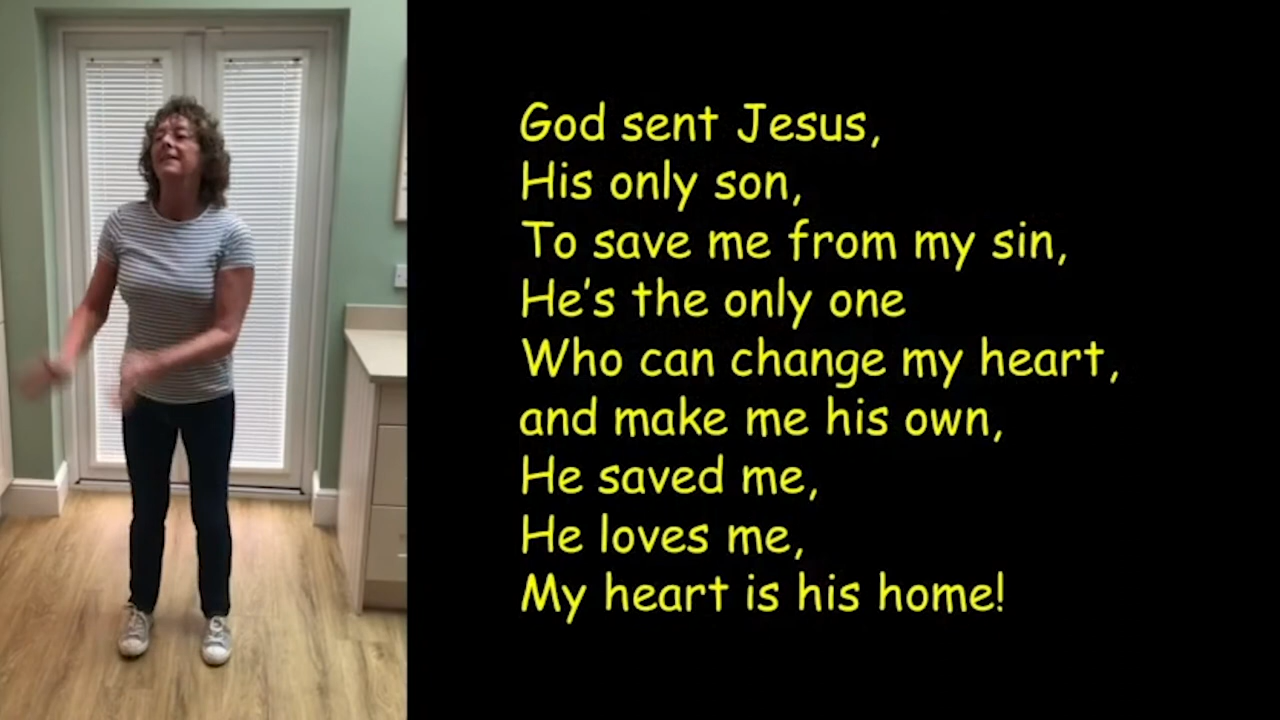 God sent Jesus,
His only son,
To save me from my sin,
He's the only one
Who can change my heart,
and make me his own,
He saved me,
He loves me,
My heart is his home!